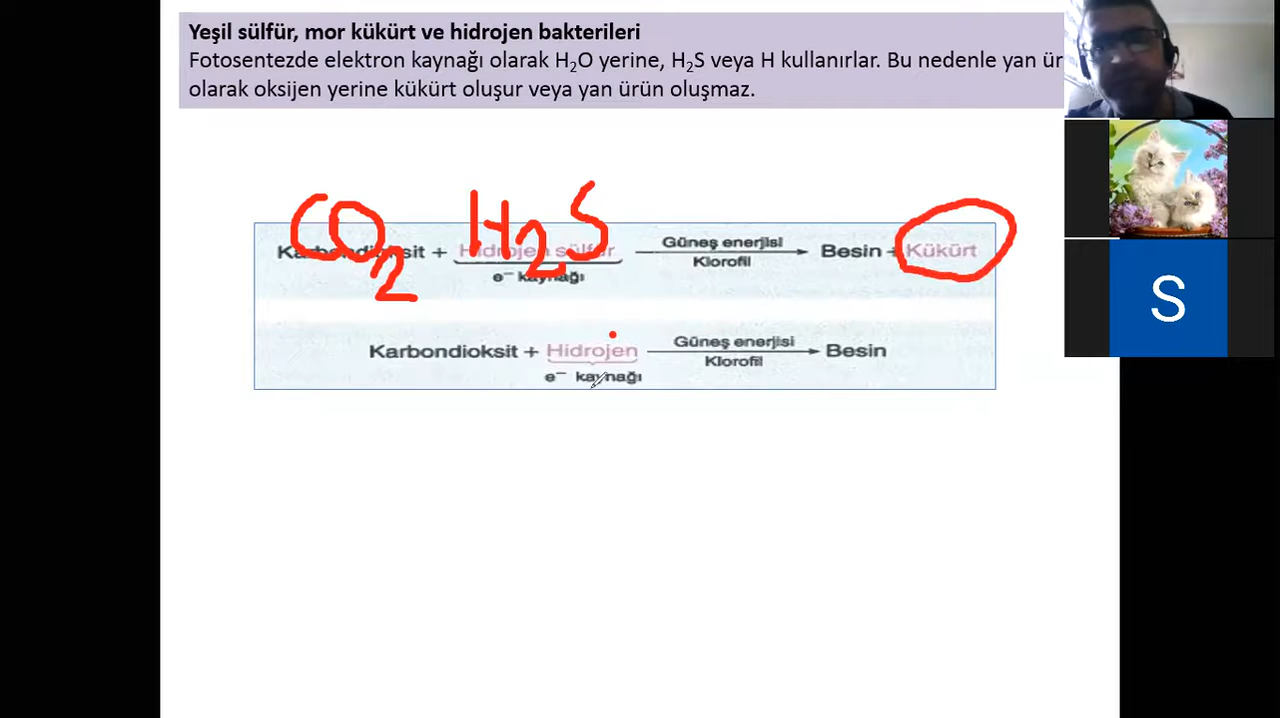 Yeşil sülfür, mor kükürt ve hidrojen bakterileri
Fotosentezde elektron kaynağı olarak H₂O yerine, H₂S veya H kullanırlar. Bu nedenle yan ür
olarak oksijen yerine kükürt oluşur veya yan ürün oluşmaz.
CO₂ H₂S
Karbondioksit + Hidrojen sülfür Güneş enerjisi Besin + Kükürt
e⁻ kaynağı Klorofil
Karbondioksit + Hidrojen Güneş enerjisi Besin
e⁻ kaynağı Klorofil
S